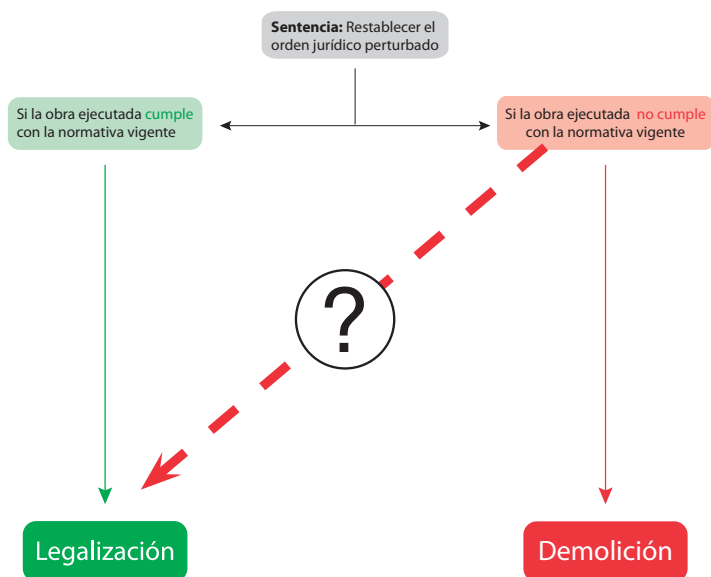 Sentencia: Restablecer el
orden jurídico perturbado
Si la obra ejecutada cumple
con la normativa vigente
Si la obra ejecutada no cumple
con la normativa vigente
?
Legalización
Demolición